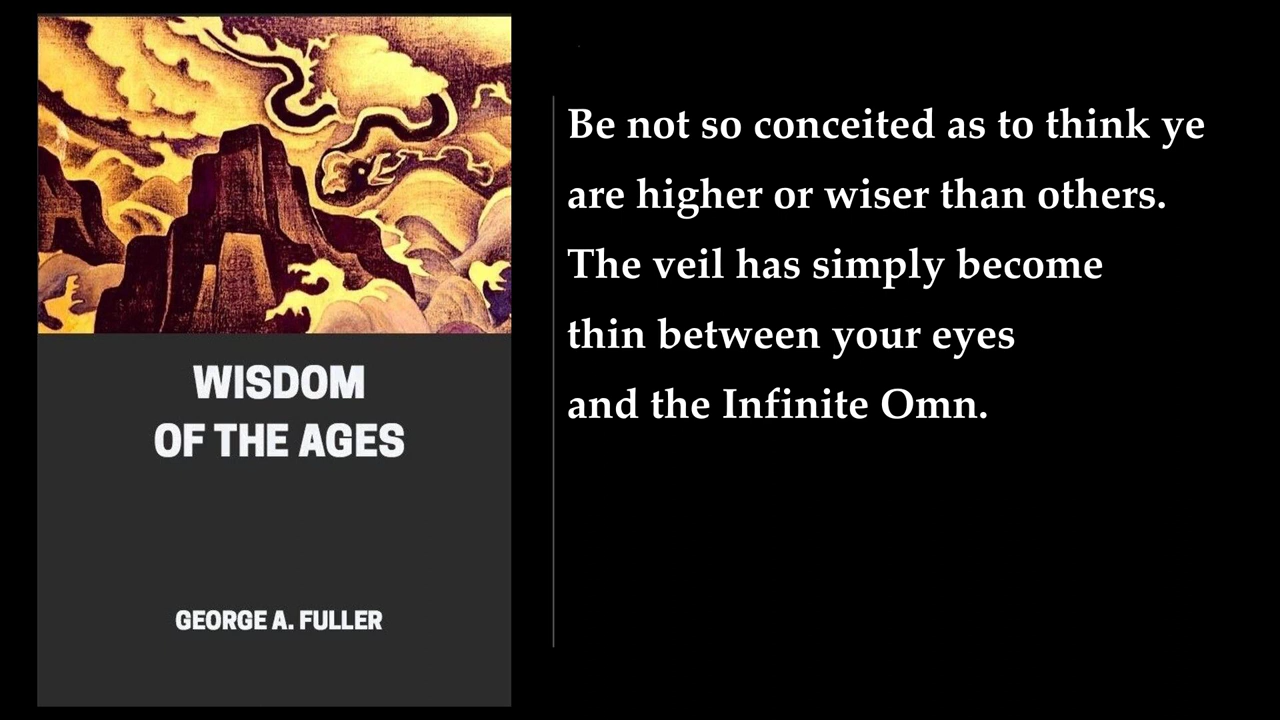 WISDOM
OF THE AGES
GEORGE A. FULLER
Be not so conceited as to think ye
are higher or wiser than others.
The veil has simply become
thin between your eyes
and the Infinite Omn.